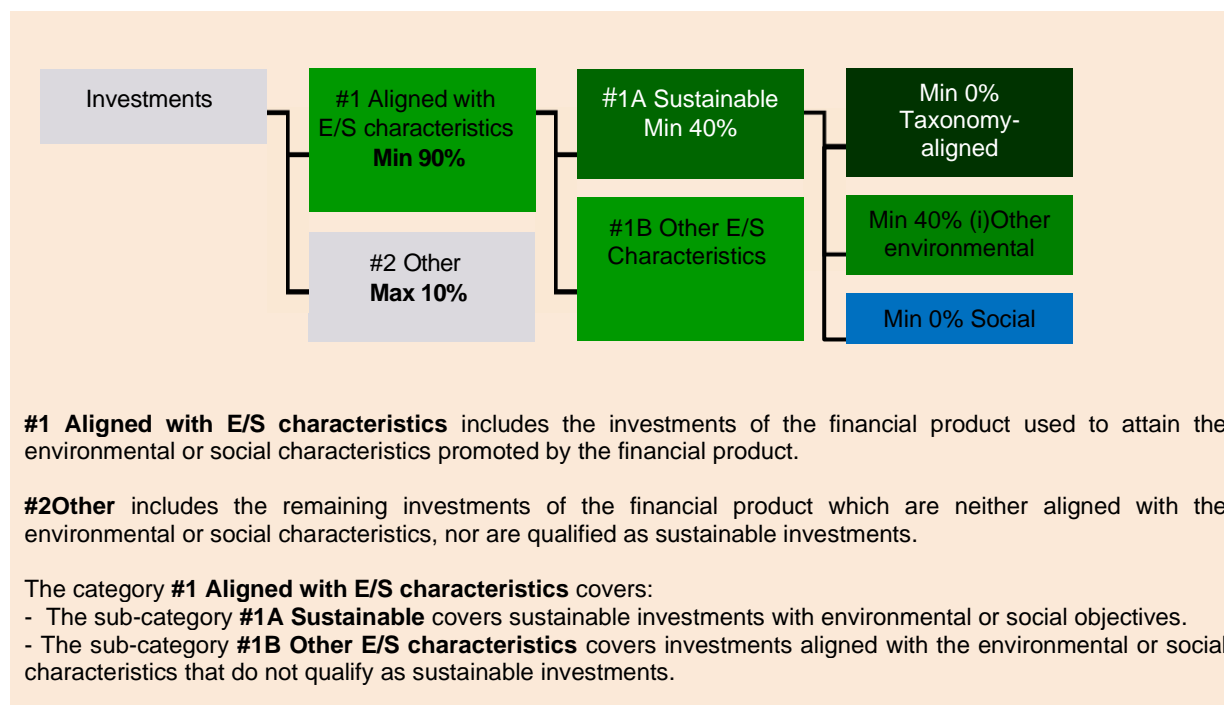 Investments
#1 Aligned with
E/S characteristics
Min 90%
#2 Other
Max 10%
#1A Sustainable
Min 40%
#1B Other E/S
Characteristics
Min 0%
Taxonomy-
aligned
Min 40% (i)Other
environmental
Min 0% Social
#1 Aligned with E/S characteristics includes the investments of the financial product used to attain the
environmental or social characteristics promoted by the financial product.
#2Other includes the remaining investments of the financial product which are neither aligned with the
environmental or social characteristics, nor are qualified as sustainable investments.
The category #1 Aligned with E/S characteristics covers:
- The sub-category #1A Sustainable covers sustainable investments with environmental or social objectives.
- The sub-category #1B Other E/S characteristics covers investments aligned with the environmental or social
characteristics that do not qualify as sustainable investments.